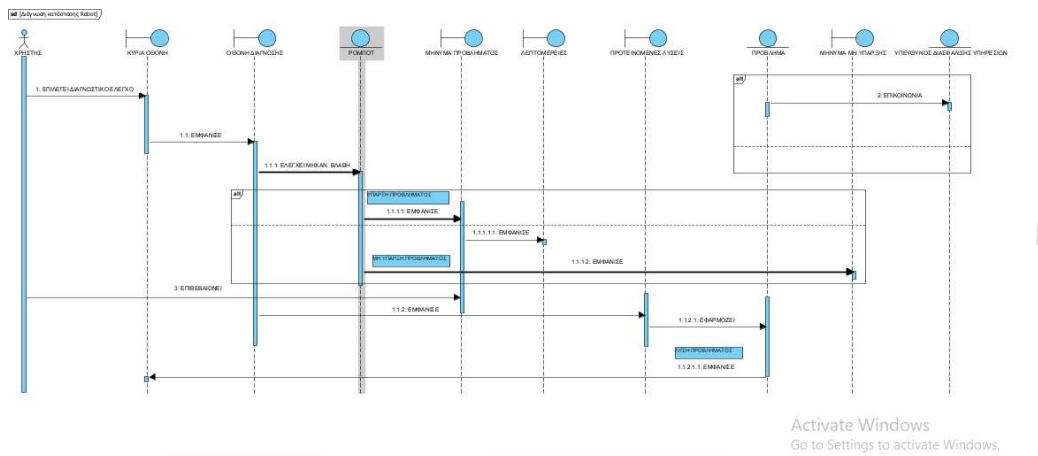 sd [Διάγνωση κατάστασης Robot]
ΧΡΗΣΤΗΣ
ΚΥΡΙΑ ΟΘΟΝΗ
ΟΘΟΝΗ ΔΙΑΓΝΩΣΗΣ
ΡΟΜΠΟΤ
ΜΗΝΥΜΑ ΠΡΟΒΛΗΜΑΤΟΣ
ΛΕΠΤΟΜΕΡΕΙΕΣ
ΠΡΟΤΕΙΝΟΜΕΝΕΣ ΛΥΣΕΙΣ
ΠΡΟΒΛΗΜΑ
ΜΗΝΥΜΑ ΜΗ ΥΠΑΡΞΗΣ
ΥΠΕΥΘΥΝΟΣ ΔΙΑΣΦΑΛΙΣΗΣ ΥΠΗΡΕΣΙΩΝ
alt
1: ΕΠΙΛΕΓΕΙ ΔΙΑΓΝΩΣΤΙΚΟ ΕΛΕΓΧΟ
2: ΕΠΙΚΟΙΝΩΝΙΑ
1.1: ΕΜΦΑΝΙΣΕ
1.1.1: ΕΛΕΓΧΕΙ ΜΗΧΑΝ. ΒΛΑΒΗ
alt
ΥΠΑΡΞΗ ΠΡΟΒΛΗΜΑΤΟΣ
1.1.1.1: ΕΜΦΑΝΙΣΕ
1.1.1.1.1: ΕΜΦΑΝΙΣΕ
ΜΗ ΥΠΑΡΞΗ ΠΡΟΒΛΗΜΑΤΟΣ
1.1.1.2: ΕΜΦΑΝΙΣΕ
3: ΕΠΙΒΕΒΑΙΩΝΕΙ
1.1.2: ΕΜΦΑΝΙΣΕ
1.1.2.1: ΕΦΑΡΜΟΖΕΙ
ΛΥΣΗ ΠΡΟΒΛΗΜΑΤΟΣ
1.1.2.1.1: ΕΜΦΑΝΙΣΕ
Activate Windows
Go to Settings to activate Windows.